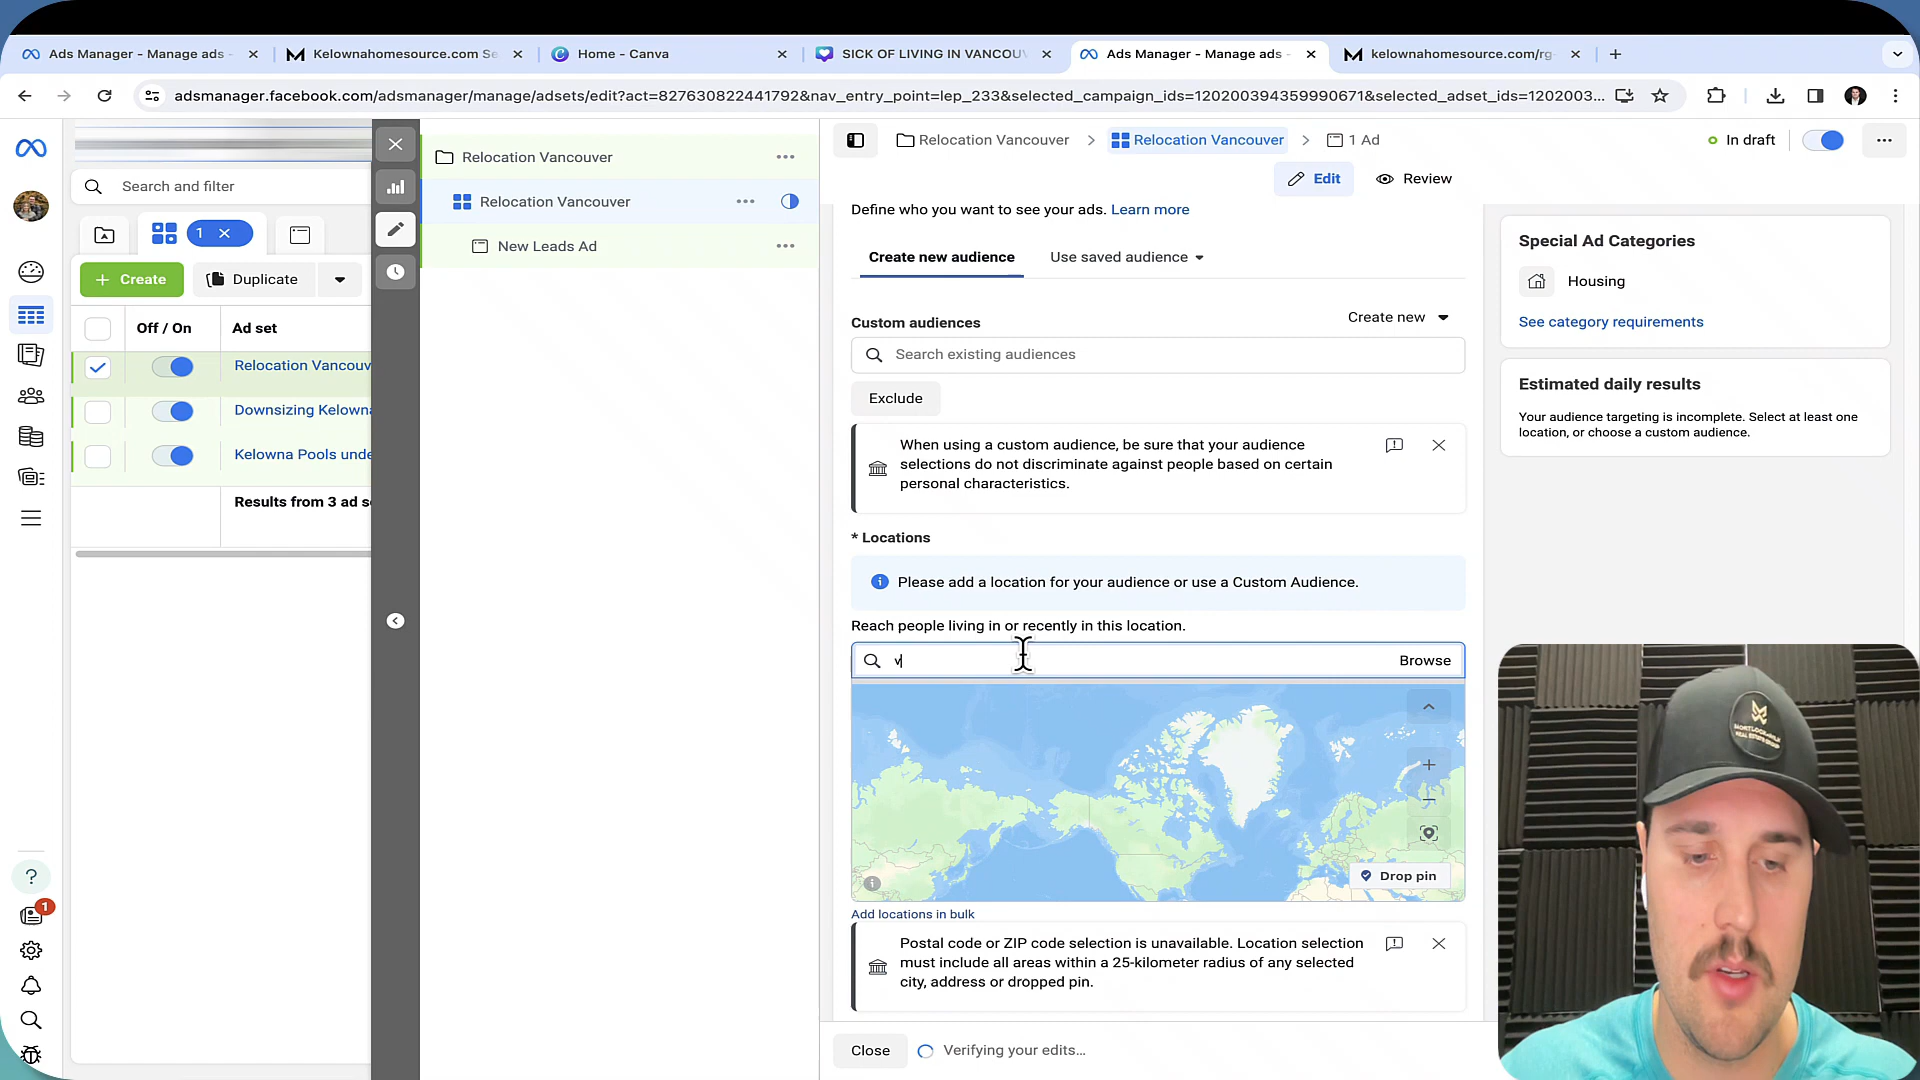 Ads Manager - Manage ads -
Kelownahomesource.com Se
Home - Canva
SICK OF LIVING IN VANCOU
Ads Manager - Manage ads -
kelownahomesource.com/rg
adsmanager.facebook.com/adsmanager/manage/adsets/edit?act=827630822441792&nav_entry_point=lep_233&selected_campaign_ids=120200394359990671&selected_adset_ids=1202003...
Search and filter
1
Create
Duplicate
Off / On
Ad set
Relocation Vancouv
Downsizing Kelown
Kelowna Pools unde
Results from 3 ad s
?
1
Relocation Vancouver
Relocation Vancouver
New Leads Ad
Relocation Vancouver
Relocation Vancouver
1 Ad
In draft
Edit
Review
Define who you want to see your ads. Learn more
Create new audience
Use saved audience
Custom audiences
Create new
Search existing audiences
Exclude
When using a custom audience, be sure that your audience
selections do not discriminate against people based on certain
personal characteristics.
* Locations
Please add a location for your audience or use a Custom Audience.
Reach people living in or recently in this location.
v
Browse
Drop pin
Add locations in bulk
Postal code or ZIP code selection is unavailable. Location selection
must include all areas within a 25-kilometer radius of any selected
city, address or dropped pin.
Close
Verifying your edits...
Special Ad Categories
Housing
See category requirements
Estimated daily results
Your audience targeting is incomplete. Select at least one
location, or choose a custom audience.